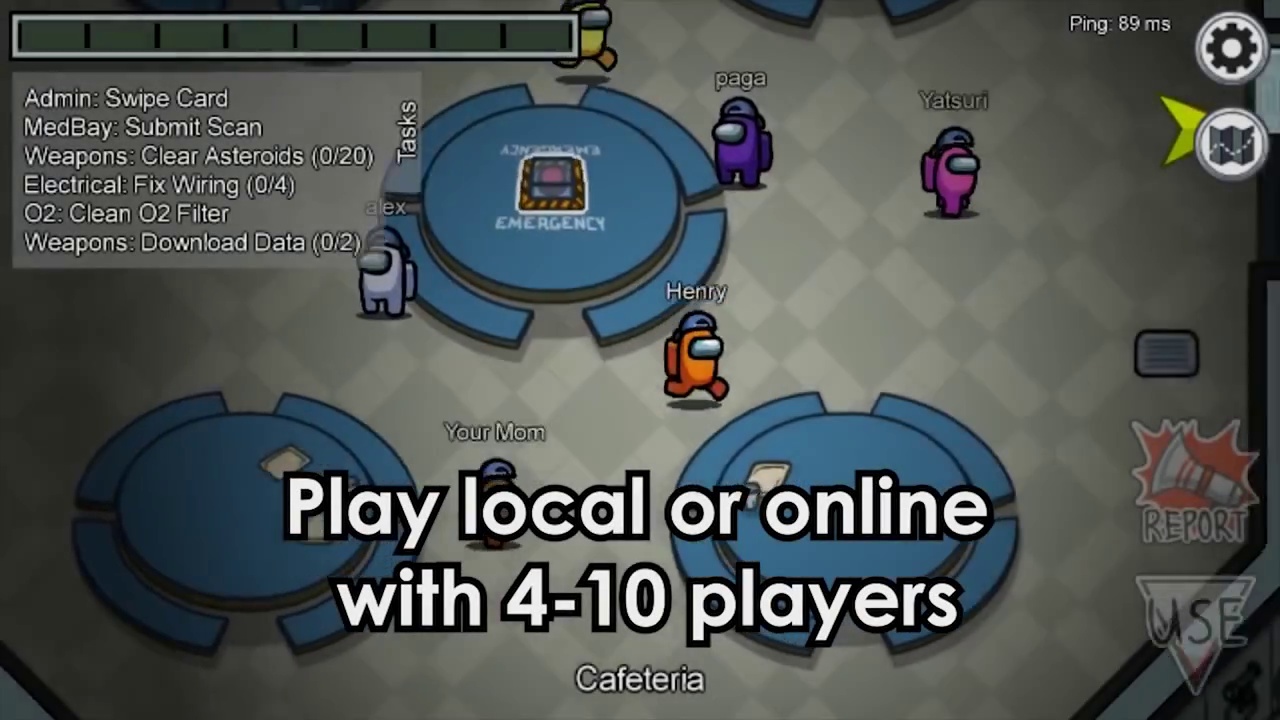 Ping: 89 ms
Admin: Swipe Card
MedBay: Submit Scan
Weapons: Clear Asteroids (0/20)
Electrical: Fix Wiring (0/4)
O2: Clean O2 Filter
Weapons: Download Data (0/2)
Tasks
paga
Yatsuri
EMERGENCY
EMERGENCY
alex
Henry
Your Mom
Play local or online
with 4-10 players
REPORT
USE
Cafeteria